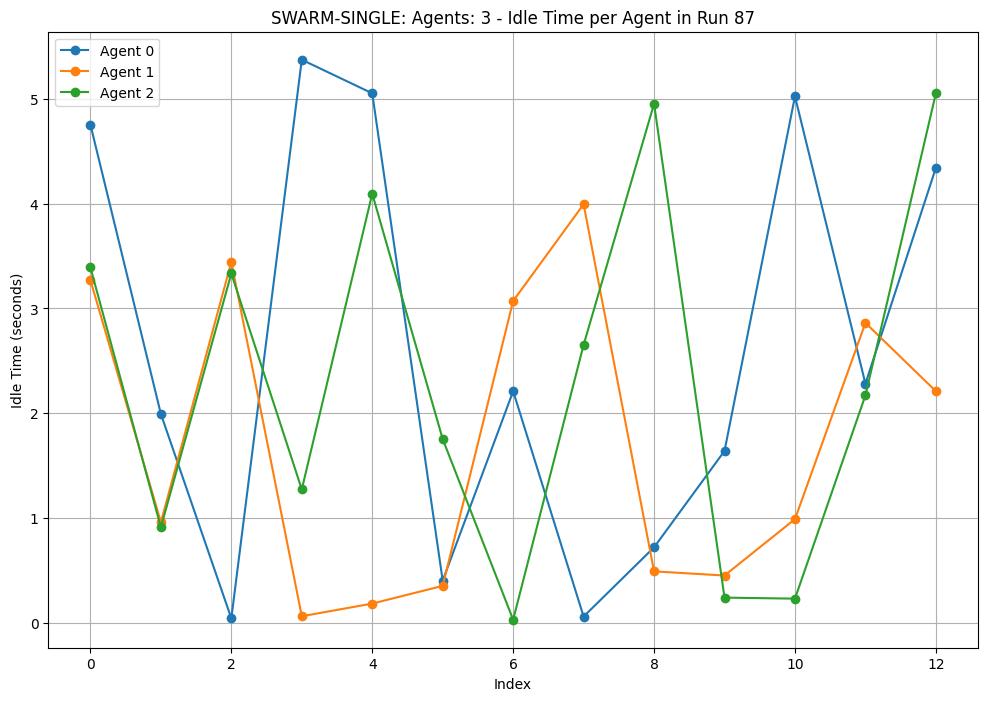 SWARM-SINGLE: Agents: 3 - Idle Time per Agent in Run 87
Agent 0
Agent 1
Agent 2
Idle Time (seconds)
5
4
3
2
1
0
0 2 4 6 8 10 12
Index